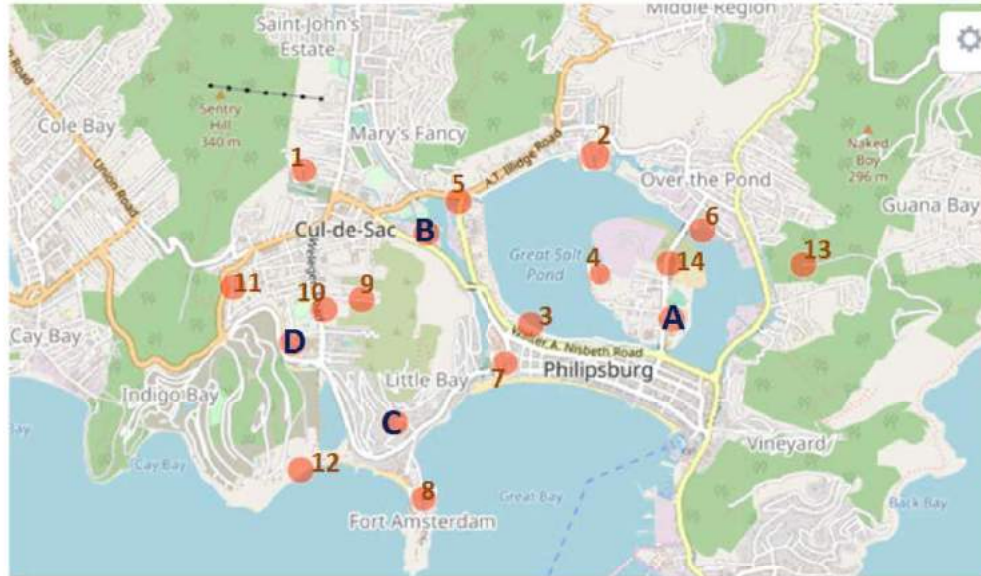 Saint John's
Estate
Middle Region
Sentry
Hill
340 m
Cole Bay
Union Road
Mary's Fancy
A.T. Illidge Road
2
1
5
Over the Pond
Naked
Boy
296 m
Guana Bay
6
B
Cul-de-Sac
Great Salt
Pond
4
14
13
11
10
9
3
A
D
Walter A. Nisbeth Road
Cay Bay
7
Philipsburg
Little Bay
Indigo Bay
C
Vineyard
Cay Bay
12
8
Fort Amsterdam
Great Bay
Back Bay